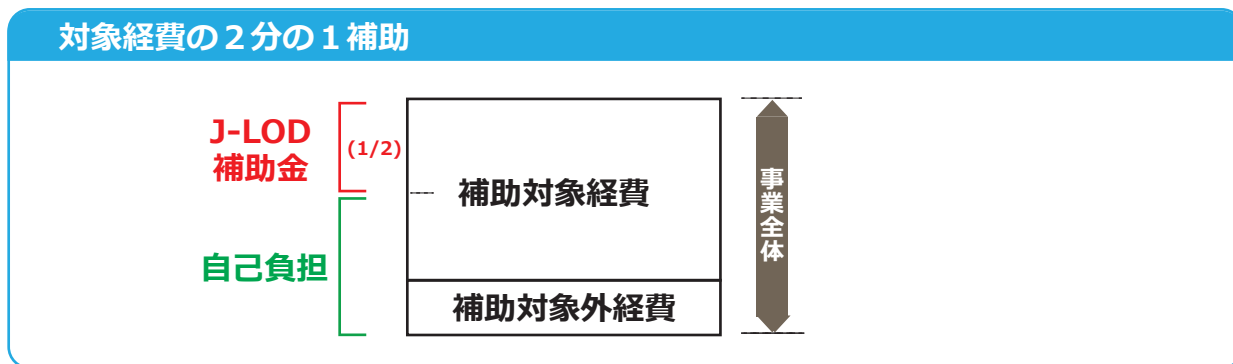 対象経費の２分の１補助
J-LOD
補助金
(1/2)
補助対象経費
自己負担
補助対象外経費
事業全体